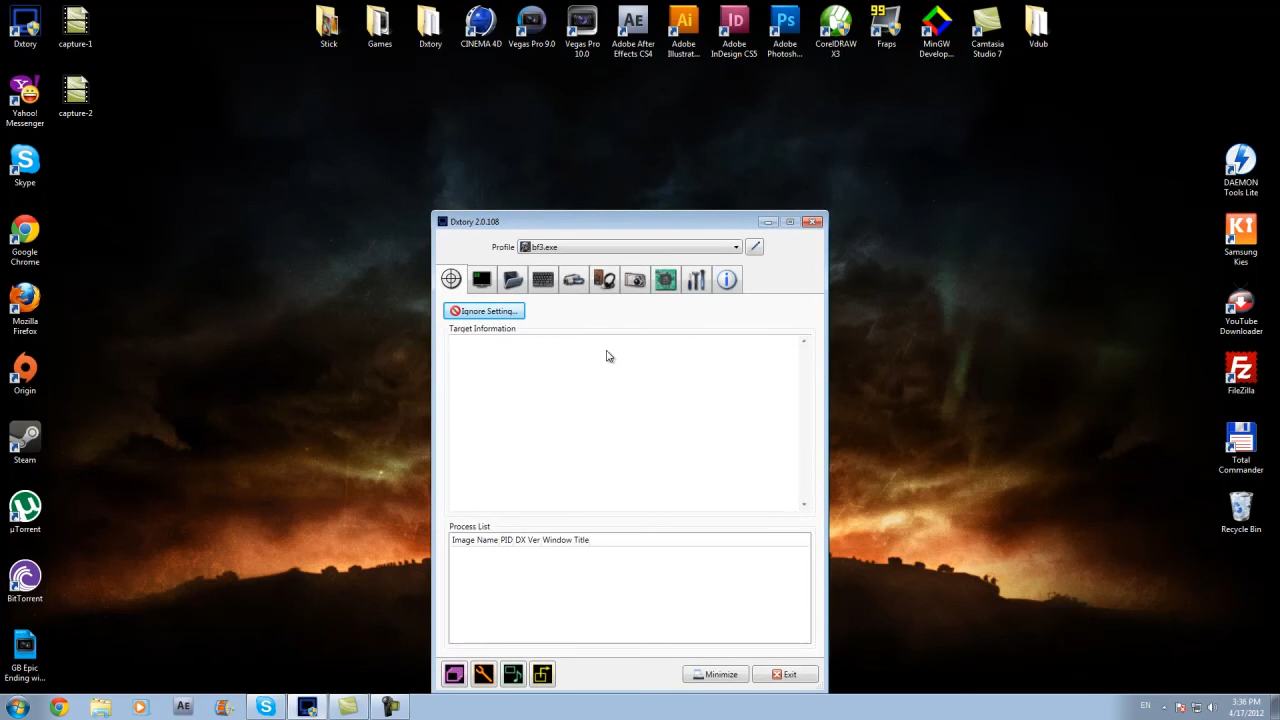 Dxtory
capture-1
Stick
Games
Dxtory
CINEMA 4D
Vegas Pro 9.0
Vegas Pro
10.0
Adobe After
Effects CS4
Adobe
Illustrat...
Adobe
InDesign CS5
Adobe
Photosh...
CorelDRAW
X3
99
Fraps
MinGW
Develop...
Camtasia
Studio 7
Vdub
Yahoo!
Messenger
capture-2
Skype
Google
Chrome
Mozilla
Firefox
Origin
Steam
µTorrent
BitTorrent
GB Epic
Ending wi...
DAEMON
Tools Lite
Samsung
Kies
YouTube
Downloader
FileZilla
Total
Commander
Recycle Bin
Dxtory 2.0.108
Profile bf3.exe
Ignore Setting...
Target Information
Process List
Image Name PID DX Ver Window Title
Minimize Exit
EN
3:36 PM
4/17/2012